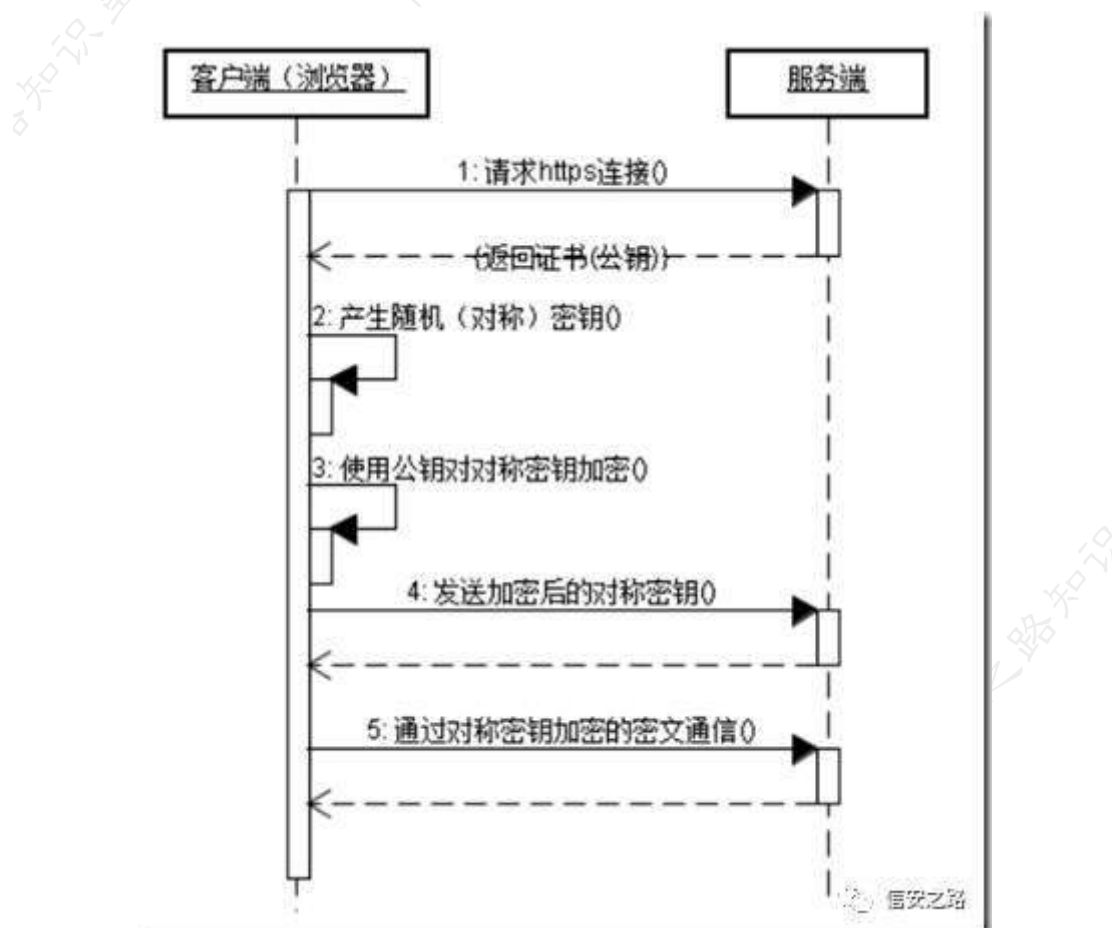 客户端（浏览器）
服务端
1: 请求https连接()
{返回证书(公钥)}
2: 产生随机（对称）密钥()
3: 使用公钥对对称密钥加密()
4: 发送加密后的对称密钥()
5: 通过对称密钥加密的密文通信()
信安之路